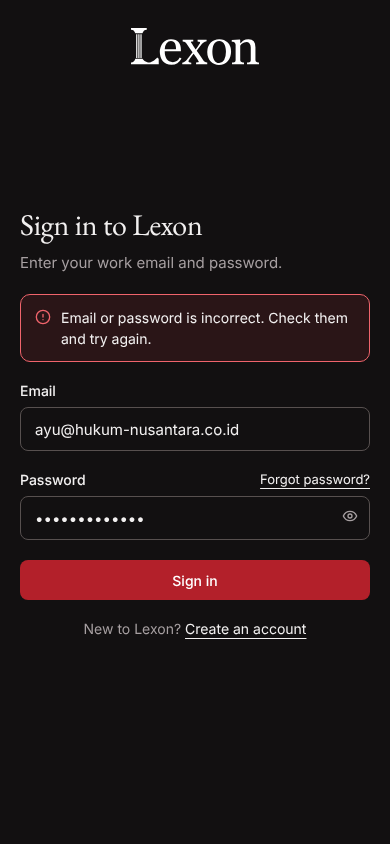 Lexon
Sign in to Lexon
Enter your work email and password.
Email or password is incorrect. Check them
and try again.
Email
ayu@hukum-nusantara.co.id
Password
Forgot password?
•••••••••••••
Sign in
New to Lexon? Create an account